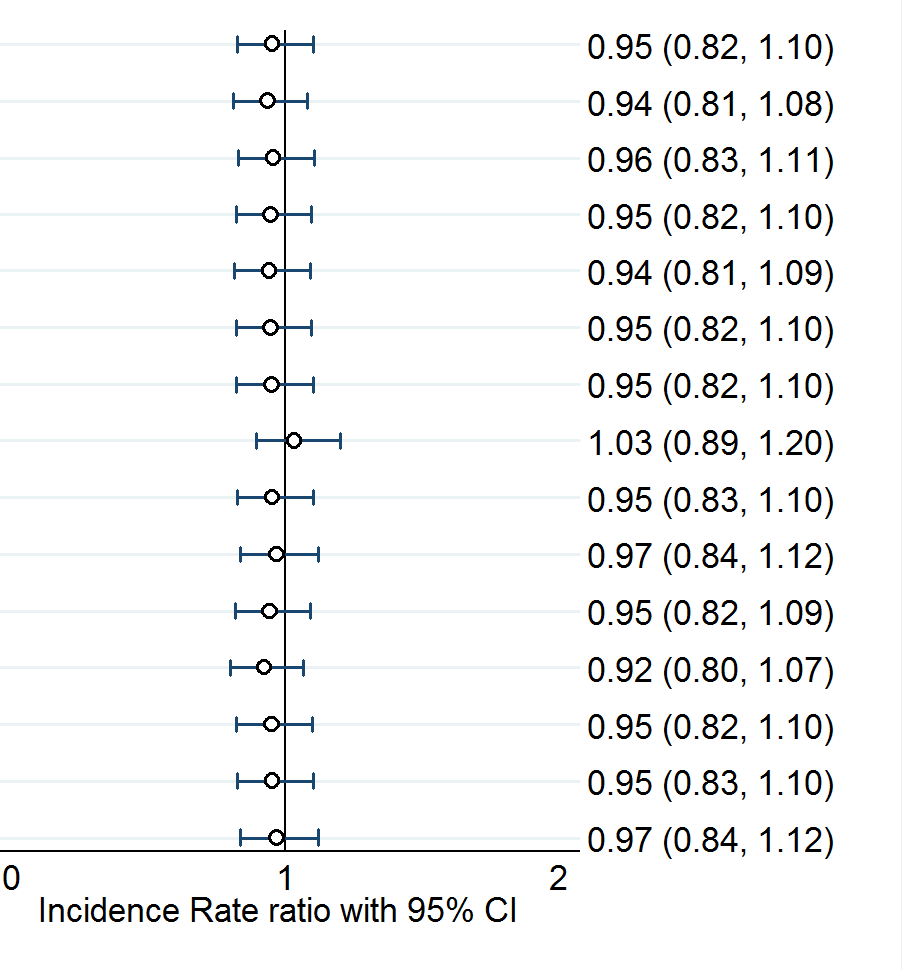 0.95 (0.82, 1.10)
0.94 (0.81, 1.08)
0.96 (0.83, 1.11)
0.95 (0.82, 1.10)
0.94 (0.81, 1.09)
0.95 (0.82, 1.10)
0.95 (0.82, 1.10)
1.03 (0.89, 1.20)
0.95 (0.83, 1.10)
0.97 (0.84, 1.12)
0.95 (0.82, 1.09)
0.92 (0.80, 1.07)
0.95 (0.82, 1.10)
0.95 (0.83, 1.10)
0.97 (0.84, 1.12)
0 1 2
Incidence Rate ratio with 95% CI